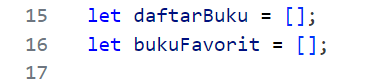 15 let daftarBuku = [];
16 let bukuFavorit = [];
17